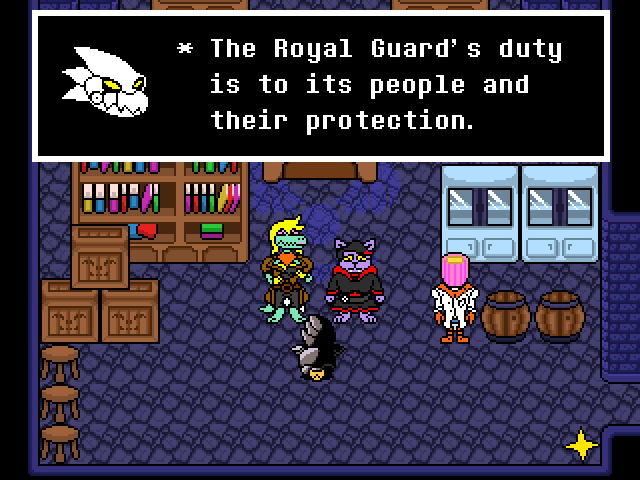 * The Royal Guard's duty
is to its people and
their protection.